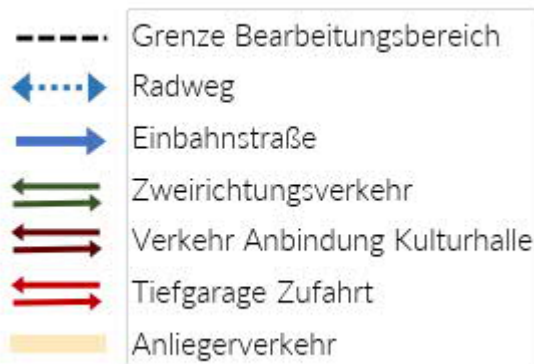 Grenze Bearbeitungsbereich
Radweg
Einbahnstraße
Zweirichtungsverkehr
Verkehr Anbindung Kulturhalle
Tiefgarage Zufahrt
Anliegerverkehr